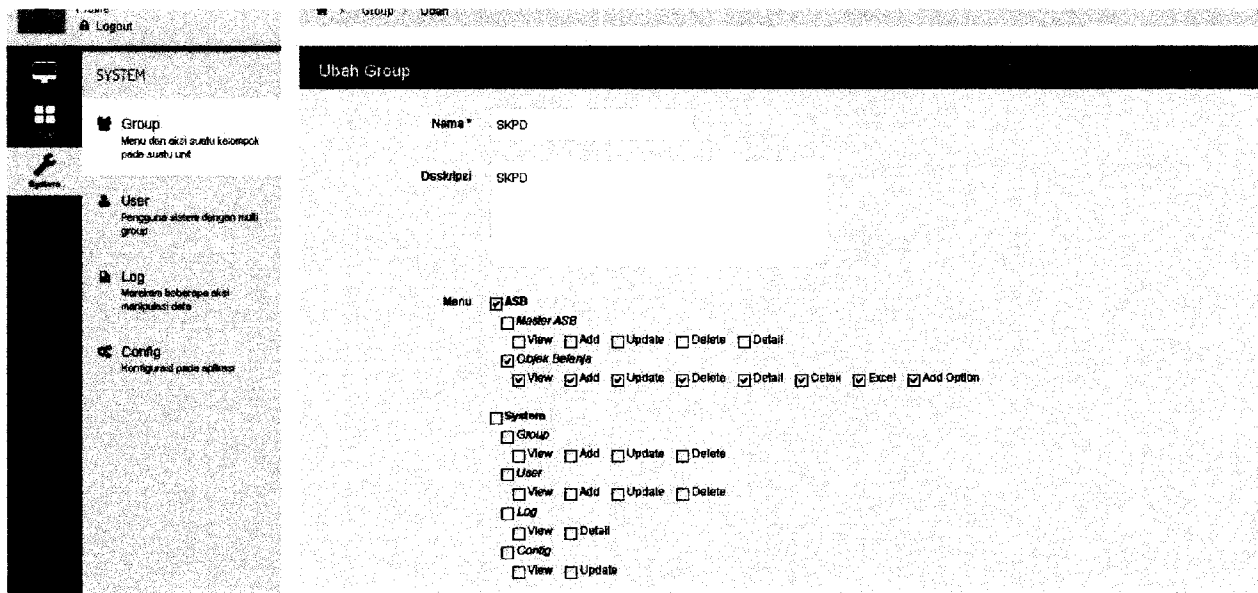 Logout
Group Ubah
SYSTEM
Group
Menu dan aksi suatu kelompok
pada suatu unit
System
User
Pengguna sistem dengan multi
group
Log
Merekam beberapa aksi
manipulasi data
Config
Konfigurasi pada aplikasi
Ubah Group
Nama * SKPD
Deskripsi SKPD
Menu ASB
Master ASB
View Add Update Delete Detail
Objek Belanja
View Add Update Delete Detail Cetak Excel Add Option
System
Group
View Add Update Delete
User
View Add Update Delete
Log
View Detail
Config
View Update